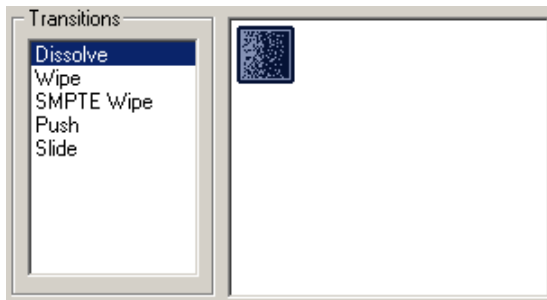 Transitions
Dissolve
Wipe
SMPTE Wipe
Push
Slide